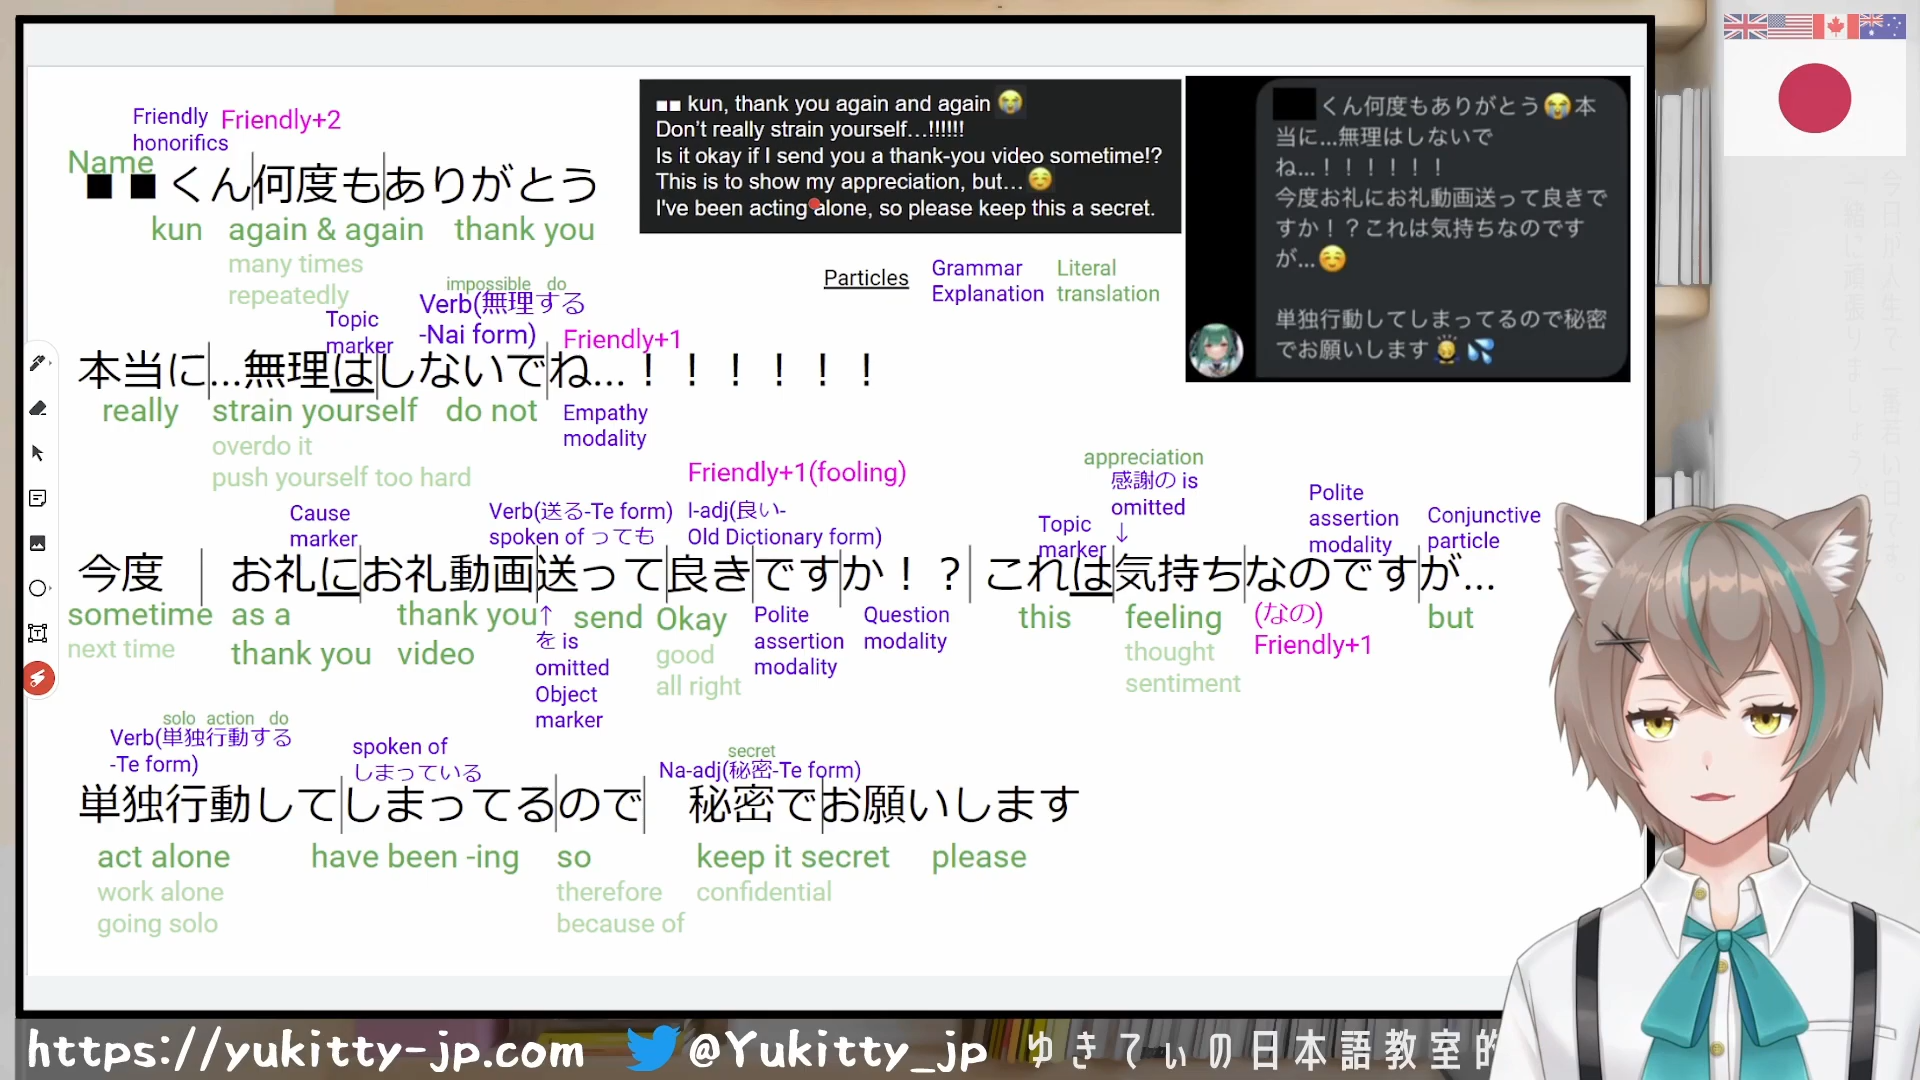 Friendly
honorifics
Friendly+2
Name
■■くん何度もありがとう
kun again & again thank you
many times
repeatedly
■■ kun, thank you again and again 😭
Don't really strain yourself...!!!!!!
Is it okay if I send you a thank-you video sometime!?
This is to show my appreciation, but...☺️
I've been acting alone, so please keep this a secret.
くん何度もありがとう😭本
当に...無理はしないで
ね...！！！！！！
今度お礼にお礼動画送って良きで
すか！？これは気持ちなのです
が...☺️
単独行動してしまってるので秘密
でお願いします🙇💦
Particles
Grammar
Explanation
Literal
translation
Topic
marker
impossible do
Verb(無理する
-Nai form)
Friendly+1
本当に...無理はしないでね...！！！！！！
really strain yourself do not
overdo it
push yourself too hard
Empathy
modality
Cause
marker
Verb(送る-Te form)
spoken of っても
Friendly+1(fooling)
I-adj(良い-
Old Dictionary form)
Topic
marker
appreciation
感謝の is
omitted
↓
Polite
assertion
modality
Conjunctive
particle
今度 お礼にお礼動画送って良きですか！？ これは気持ちなのですが...
sometime
next time
as a
thank you
thank you
video
↑
を is
omitted
Object
marker
send
Okay
good
all right
Polite
assertion
modality
Question
modality
this
feeling
thought
sentiment
(なの)
Friendly+1
but
solo action do
Verb(単独行動する
-Te form)
spoken of
しまっている
secret
Na-adj(秘密-Te form)
単独行動してしまってるので 秘密でお願いします
act alone have been -ing so keep it secret please
work alone
going solo
therefore
because of
confidential
https://yukitty-jp.com @Yukitty_jp ゆきてぃの日本語教室的